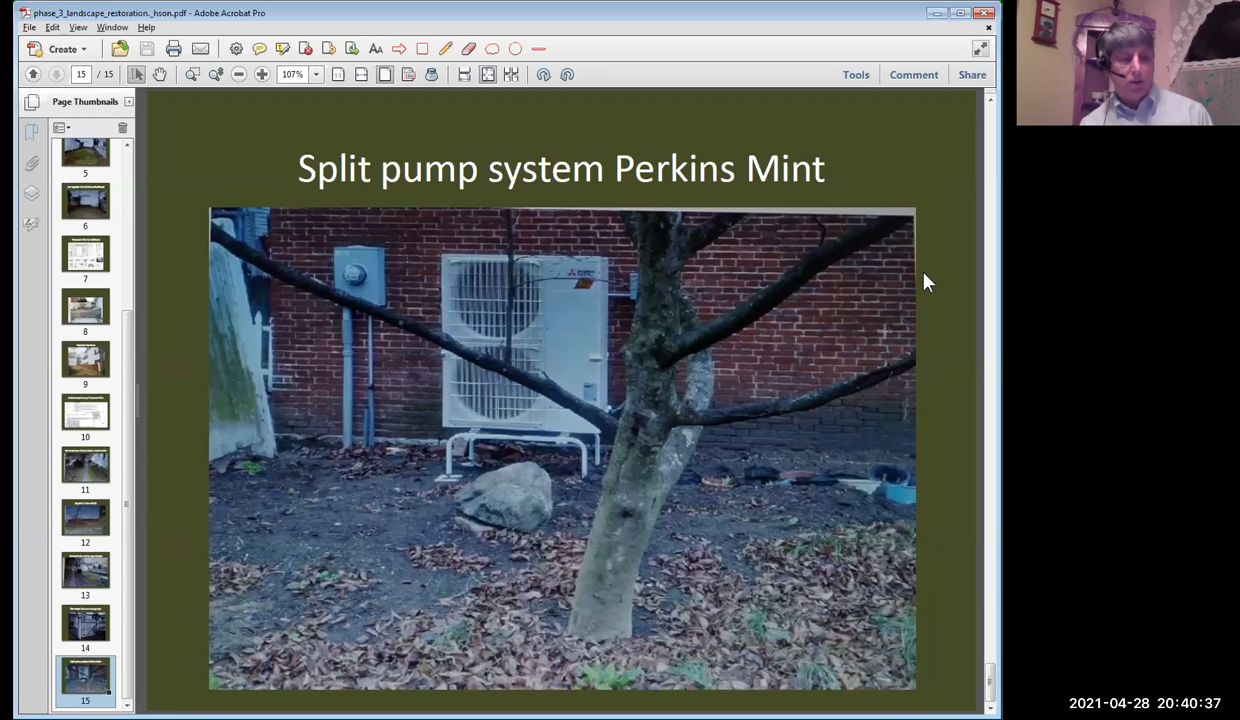 phase_3_landscape_restoration._hson.pdf - Adobe Acrobat Pro
File Edit View Window Help
Create
15 / 15 107% Tools Comment Share
Page Thumbnails
5
6
7
8
9
10
11
12
13
14
15
Split pump system Perkins Mint
2021-04-28 20:40:37